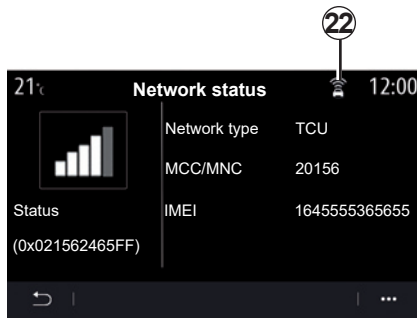 22
21°c Network status 12:00
Network type TCU
MCC/MNC 20156
Status IMEI 1645555365655
(0x021562465FF)